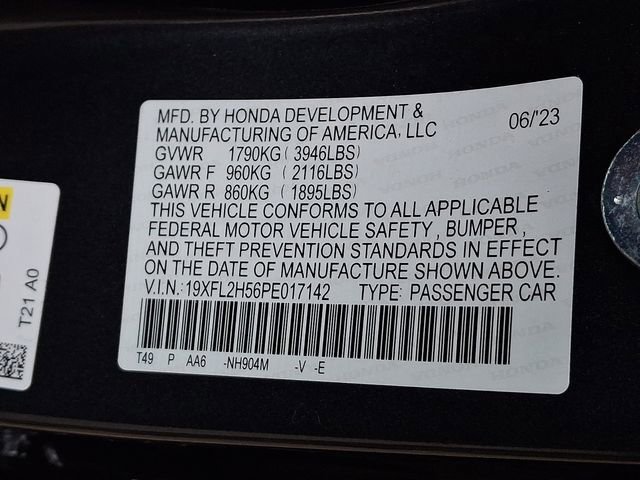 MFD. BY HONDA DEVELOPMENT &
MANUFACTURING OF AMERICA, LLC
06/'23
GVWR 1790KG ( 3946LBS)
GAWR F 960KG ( 2116LBS)
GAWR R 860KG ( 1895LBS)
THIS VEHICLE CONFORMS TO ALL APPLICABLE
FEDERAL MOTOR VEHICLE SAFETY , BUMPER ,
AND THEFT PREVENTION STANDARDS IN EFFECT
ON THE DATE OF MANUFACTURE SHOWN ABOVE.
V.I.N.:19XFL2H56PE017142 TYPE: PASSENGER CAR
T49 P AA6 -NH904M -V -E
T21 A0